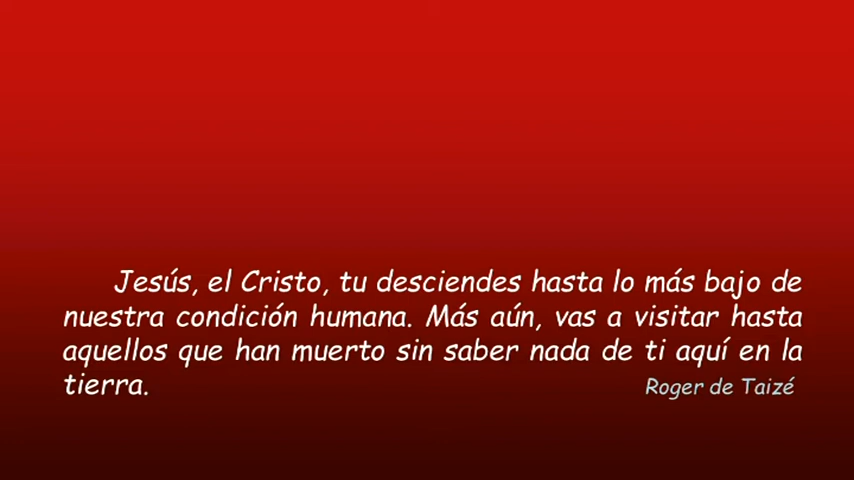 Jesús, el Cristo, tu desciendes hasta lo más bajo de
nuestra condición humana. Más aún, vas a visitar hasta
aquellos que han muerto sin saber nada de ti aquí en la
tierra.
Roger de Taizé